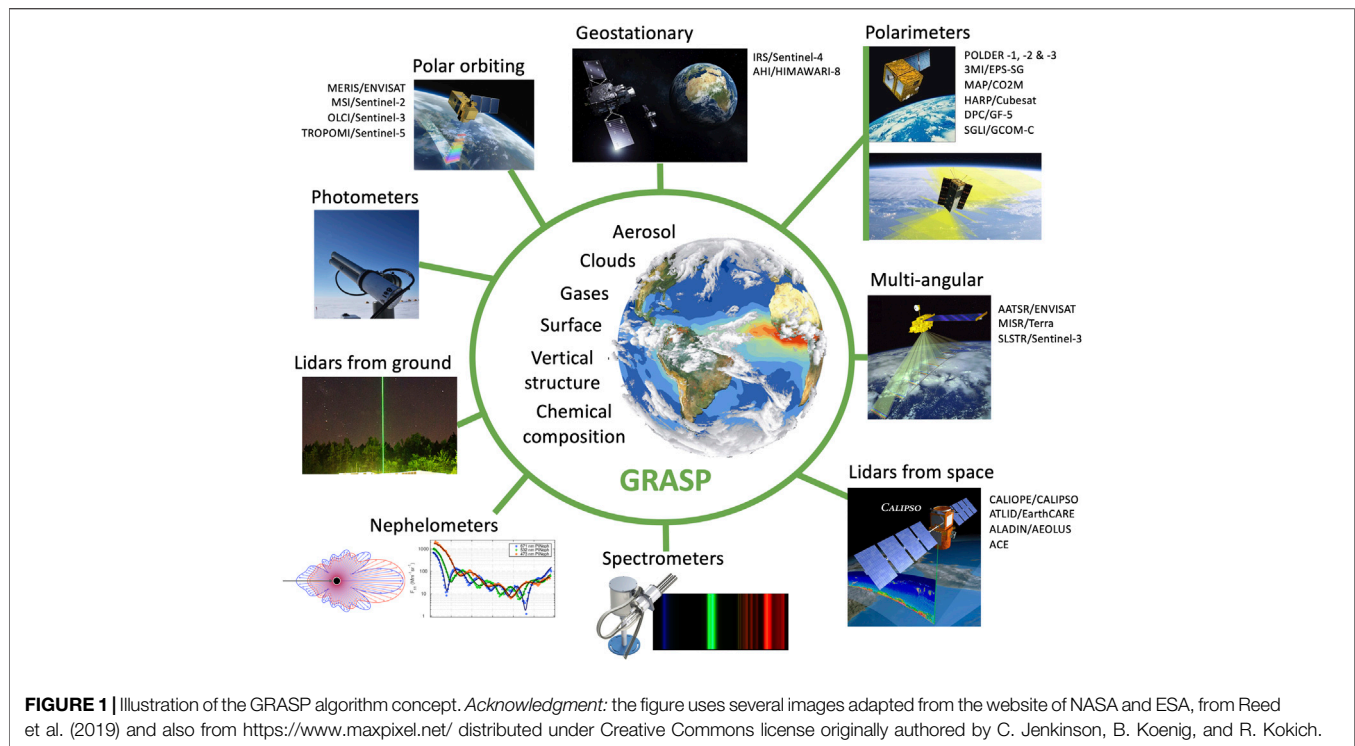 Geostationary
IRS/Sentinel-4
AHI/HIMAWARI-8
Polarimeters
POLDER -1, -2 & -3
3MI/EPS-SG
MAP/CO2M
HARP/Cubesat
DPC/GF-5
SGLI/GCOM-C
Polar orbiting
MERIS/ENVISAT
MSI/Sentinel-2
OLCI/Sentinel-3
TROPOMI/Sentinel-5
Photometers
Aerosol
Clouds
Gases
Surface
Vertical
structure
Chemical
composition
GRASP
Multi-angular
AATSR/ENVISAT
MISR/Terra
SLSTR/Sentinel-3
Lidars from ground
Lidars from space
CALIPSO
CALIOPE/CALIPSO
ATLID/EarthCARE
ALADIN/AEOLUS
ACE
Nephelometers
1000
100
10
1
Spectrometers
FIGURE 1 | Illustration of the GRASP algorithm concept. Acknowledgment: the figure uses several images adapted from the website of NASA and ESA, from Reed
et al. (2019) and also from https://www.maxpixel.net/ distributed under Creative Commons license originally authored by C. Jenkinson, B. Koenig, and R. Kokich.